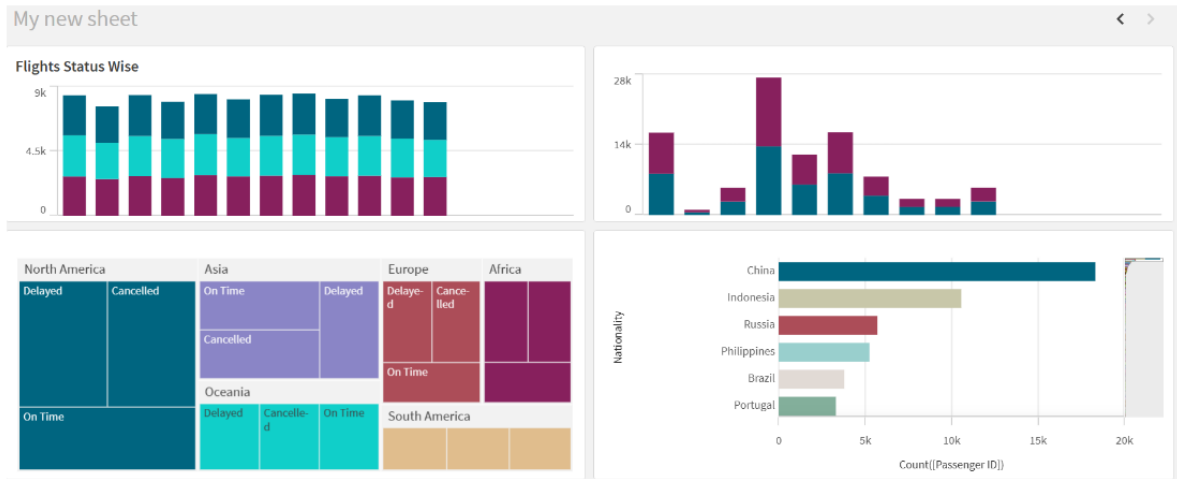 My new sheet
Flights Status Wise
9k
4.5k
0
28k
14k
0
North America
Delayed
Cancelled
On Time
Asia
On Time
Delayed
Cancelled
Oceania
Delayed
Cancelle-
d
On Time
Europe
Delaye-
d
Cance-
lled
On Time
Africa
South America
Nationality
China
Indonesia
Russia
Philippines
Brazil
Portugal
0
5k
10k
15k
20k
Count([Passenger ID])